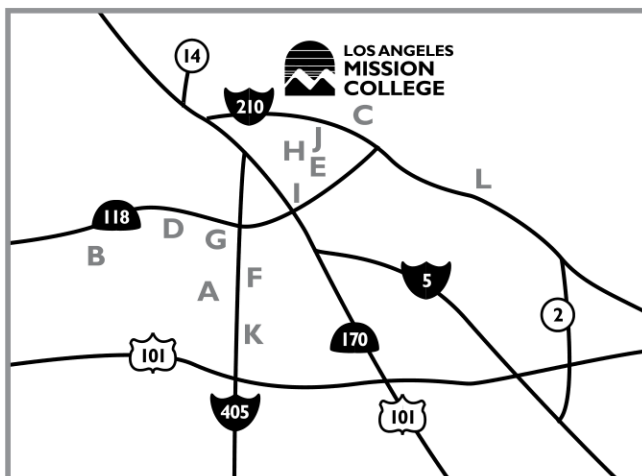 14
LOS ANGELES
MISSION
COLLEGE
210
C
J
H
E
L
I
118
D
G
B
F
A
5
2
K
170
101
405
101